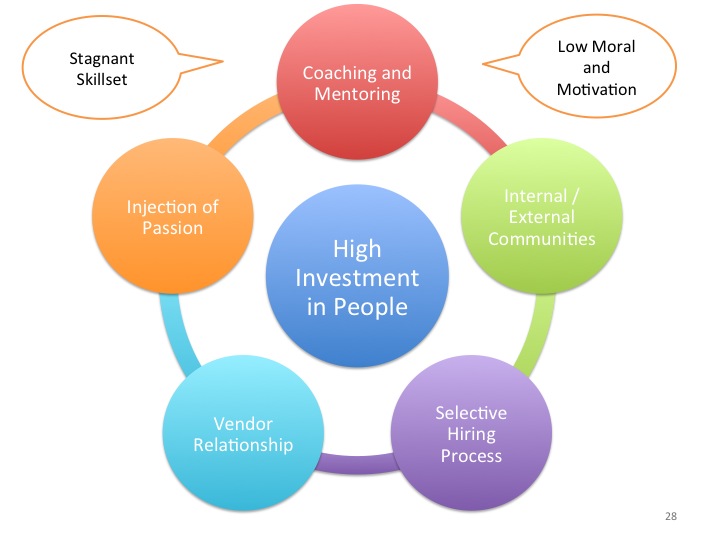 Stagnant
Skillset
Coaching and
Mentoring
Low Moral
and
Motivation
Injection of
Passion
Internal /
External
Communities
High
Investment
in People
Vendor
Relationship
Selective
Hiring
Process
28